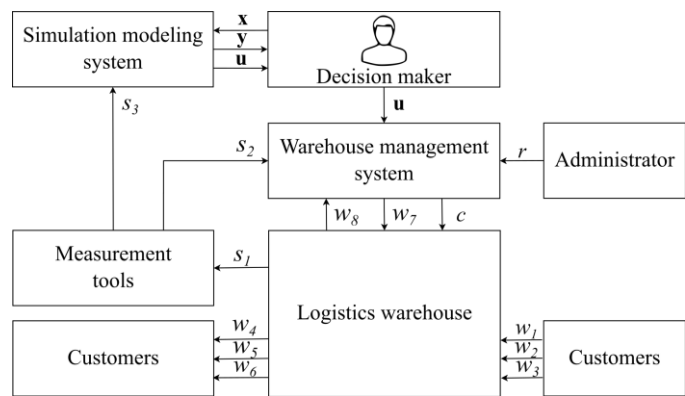 Simulation modeling
system
x
y
u
Decision maker
s3
u
s2
Warehouse management
system
r
Administrator
w8
w7
c
Measurement
tools
s1
Logistics warehouse
Customers
w4
w5
w6
w1
w2
w3
Customers